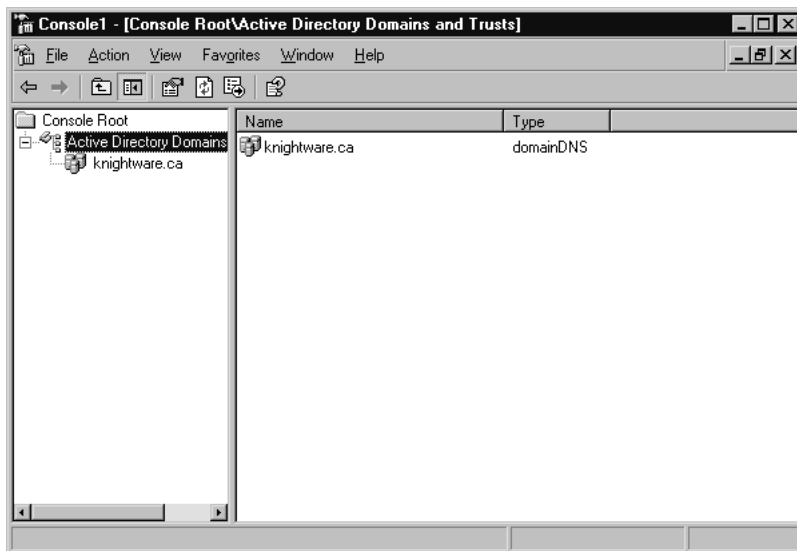 Console1 - [Console Root\Active Directory Domains and Trusts]
File Action View Favorites Window Help
Console Root
Active Directory Domains
knightware.ca
Name Type
knightware.ca domainDNS